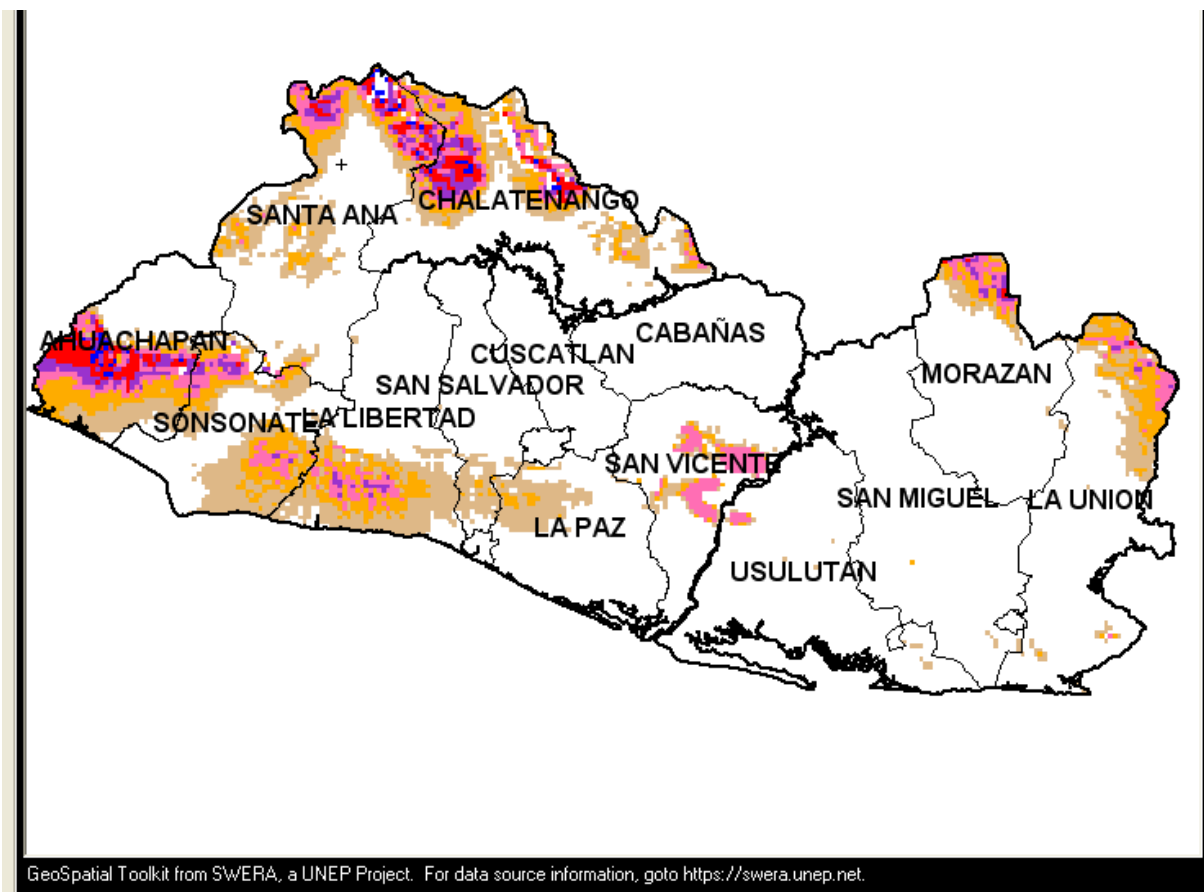 CHALATENANGO
SANTA ANA
AHUACHAPAN
CABAÑAS
CUSCATLAN
MORAZAN
SAN SALVADOR
SONSONATE
LA LIBERTAD
SAN VICENTE
SAN MIGUEL
LA UNION
LA PAZ
USULUTAN
GeoSpatial Toolkit from SWERA, a UNEP Project. For data source information, goto https://swera.unep.net.